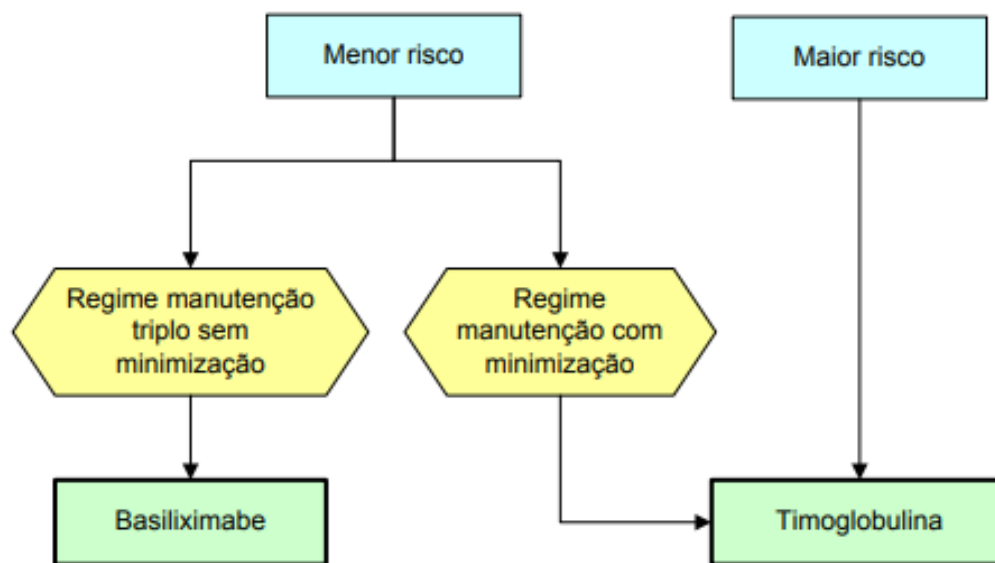 Menor risco
Maior risco
Regime manutenção
triplo sem
minimização
Regime
manutenção com
minimização
Basiliximabe
Timoglobulina